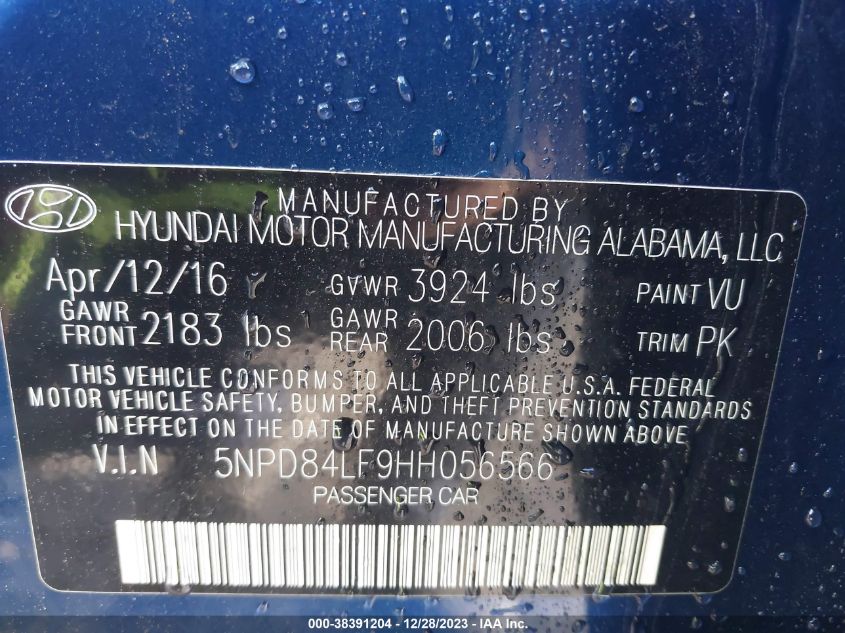 MANUFACTURED BY
HYUNDAI MOTOR MANUFACTURING ALABAMA, LLC
Apr/12/16 GVWR 3924 lbs PAINT VU
GAWR FRONT 2183 lbs GAWR REAR 2006 lbs TRIM PK
THIS VEHICLE CONFORMS TO ALL APPLICABLE U.S.A. FEDERAL
MOTOR VEHICLE SAFETY, BUMPER, AND THEFT PREVENTION STANDARDS
IN EFFECT ON THE DATE OF MANUFACTURE SHOWN ABOVE.
V.I.N 5NPD84LF9HH056566
PASSENGER CAR
000-38391204 - 12/28/2023 - IAA Inc.